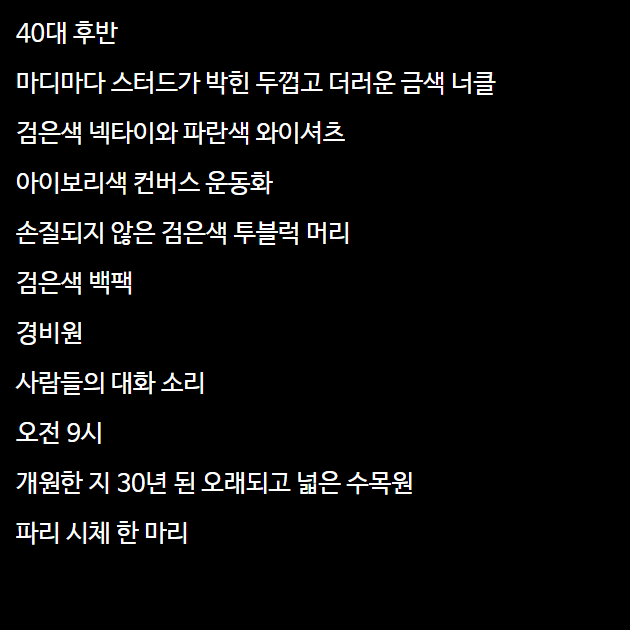 40대 후반
마디마다 스터드가 박힌 두껍고 더러운 금색 너클
검은색 넥타이와 파란색 와이셔츠
아이보리색 컨버스 운동화
손질되지 않은 검은색 투블럭 머리
검은색 백팩
경비원
사람들의 대화 소리
오전 9시
개원한 지 30년 된 오래되고 넓은 수목원
파리 시체 한 마리